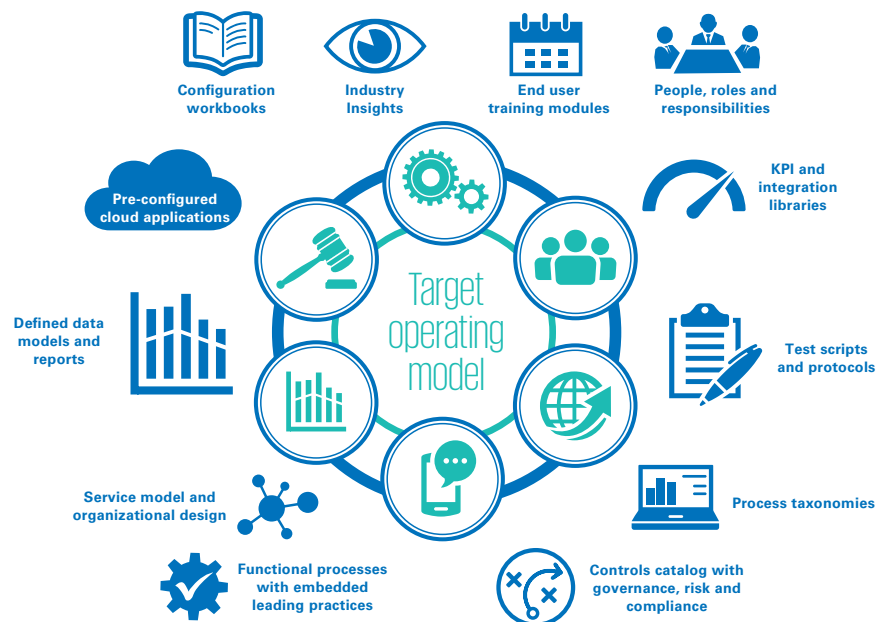 Configuration
workbooks
Industry
Insights
End user
training modules
People, roles and
responsibilities
Pre-configured
cloud applications
KPI and
integration
libraries
Target
operating
model
Defined data
models and
reports
Test scripts
and protocols
Service model and
organizational design
Process taxonomies
Functional processes
with embedded
leading practices
Controls catalog with
governance, risk and
compliance